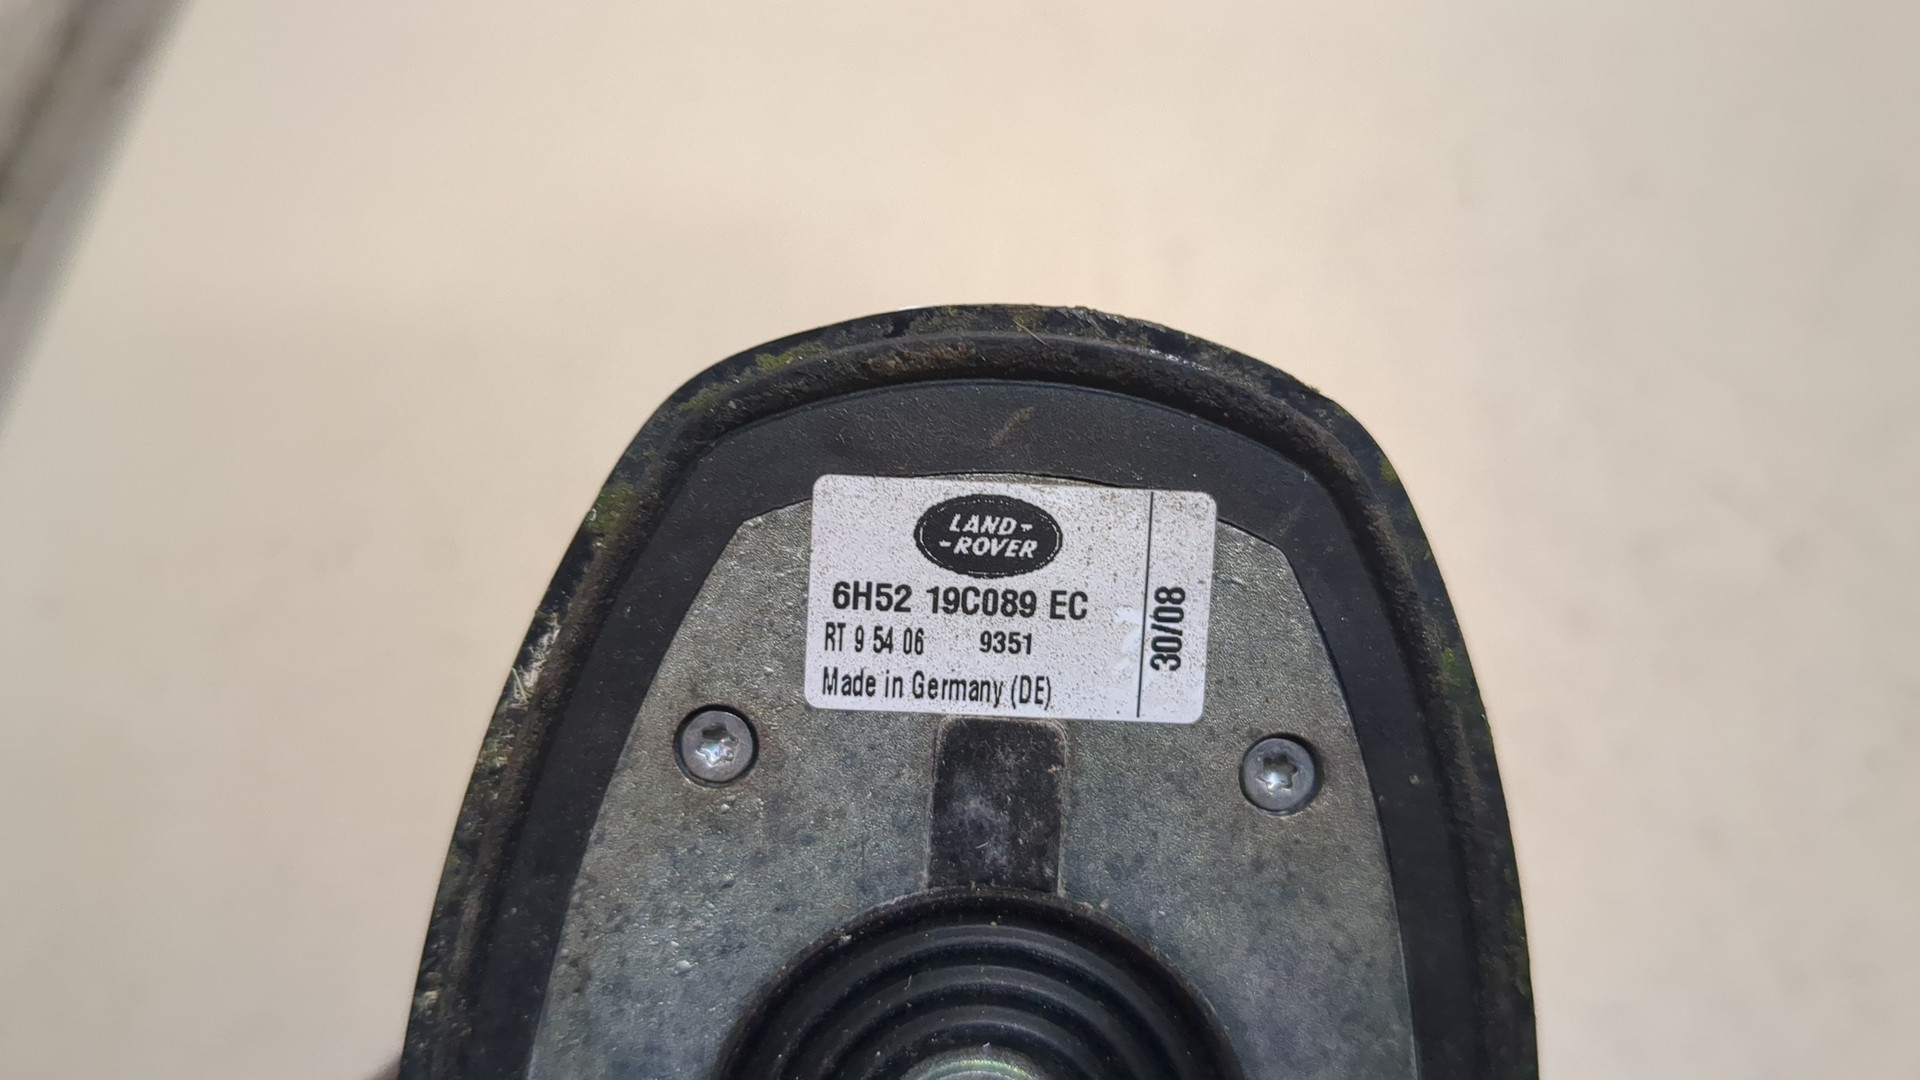 LAND-
-ROVER
6H52 19C089 EC
RT 9 54 06 9351
Made in Germany (DE)
30/08